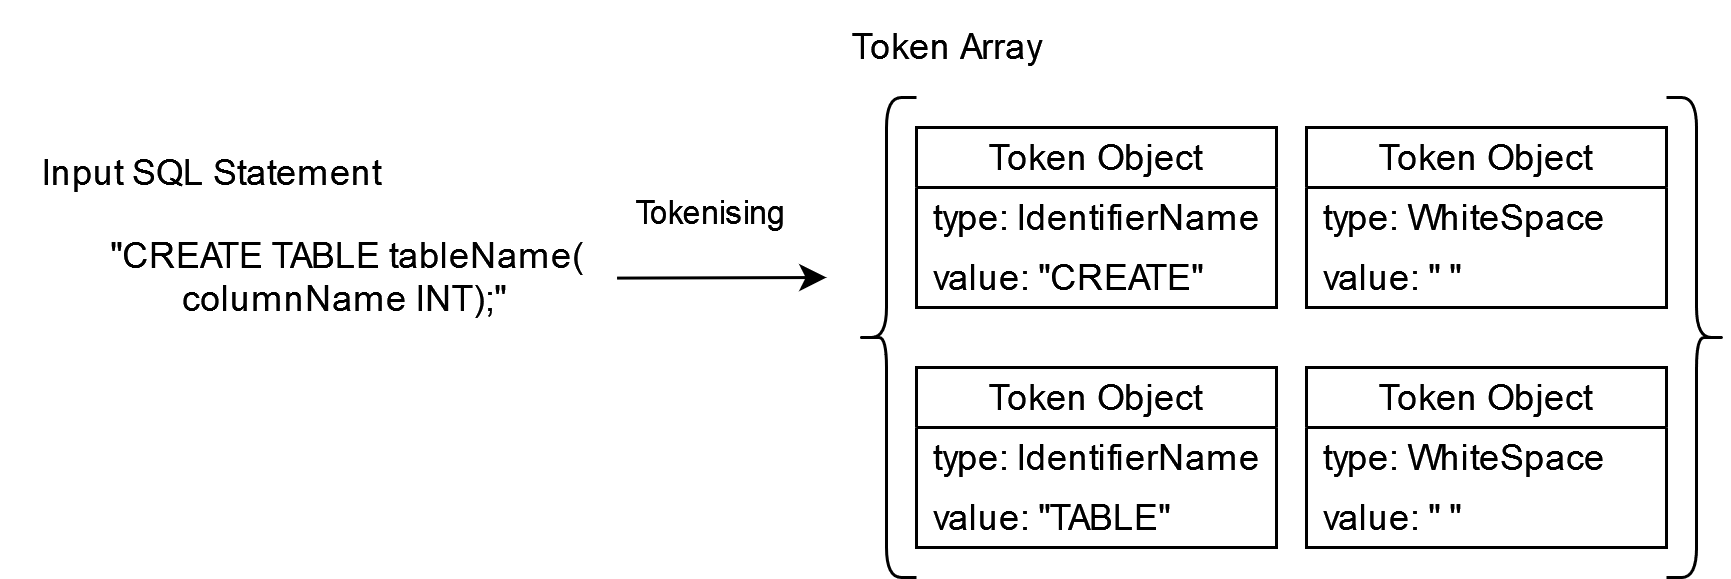 Token Array
Input SQL Statement
"CREATE TABLE tableName(
columnName INT);"
Tokenising
Token Object
type: IdentifierName
value: "CREATE"
Token Object
type: WhiteSpace
value: " "
Token Object
type: IdentifierName
value: "TABLE"
Token Object
type: WhiteSpace
value: " "